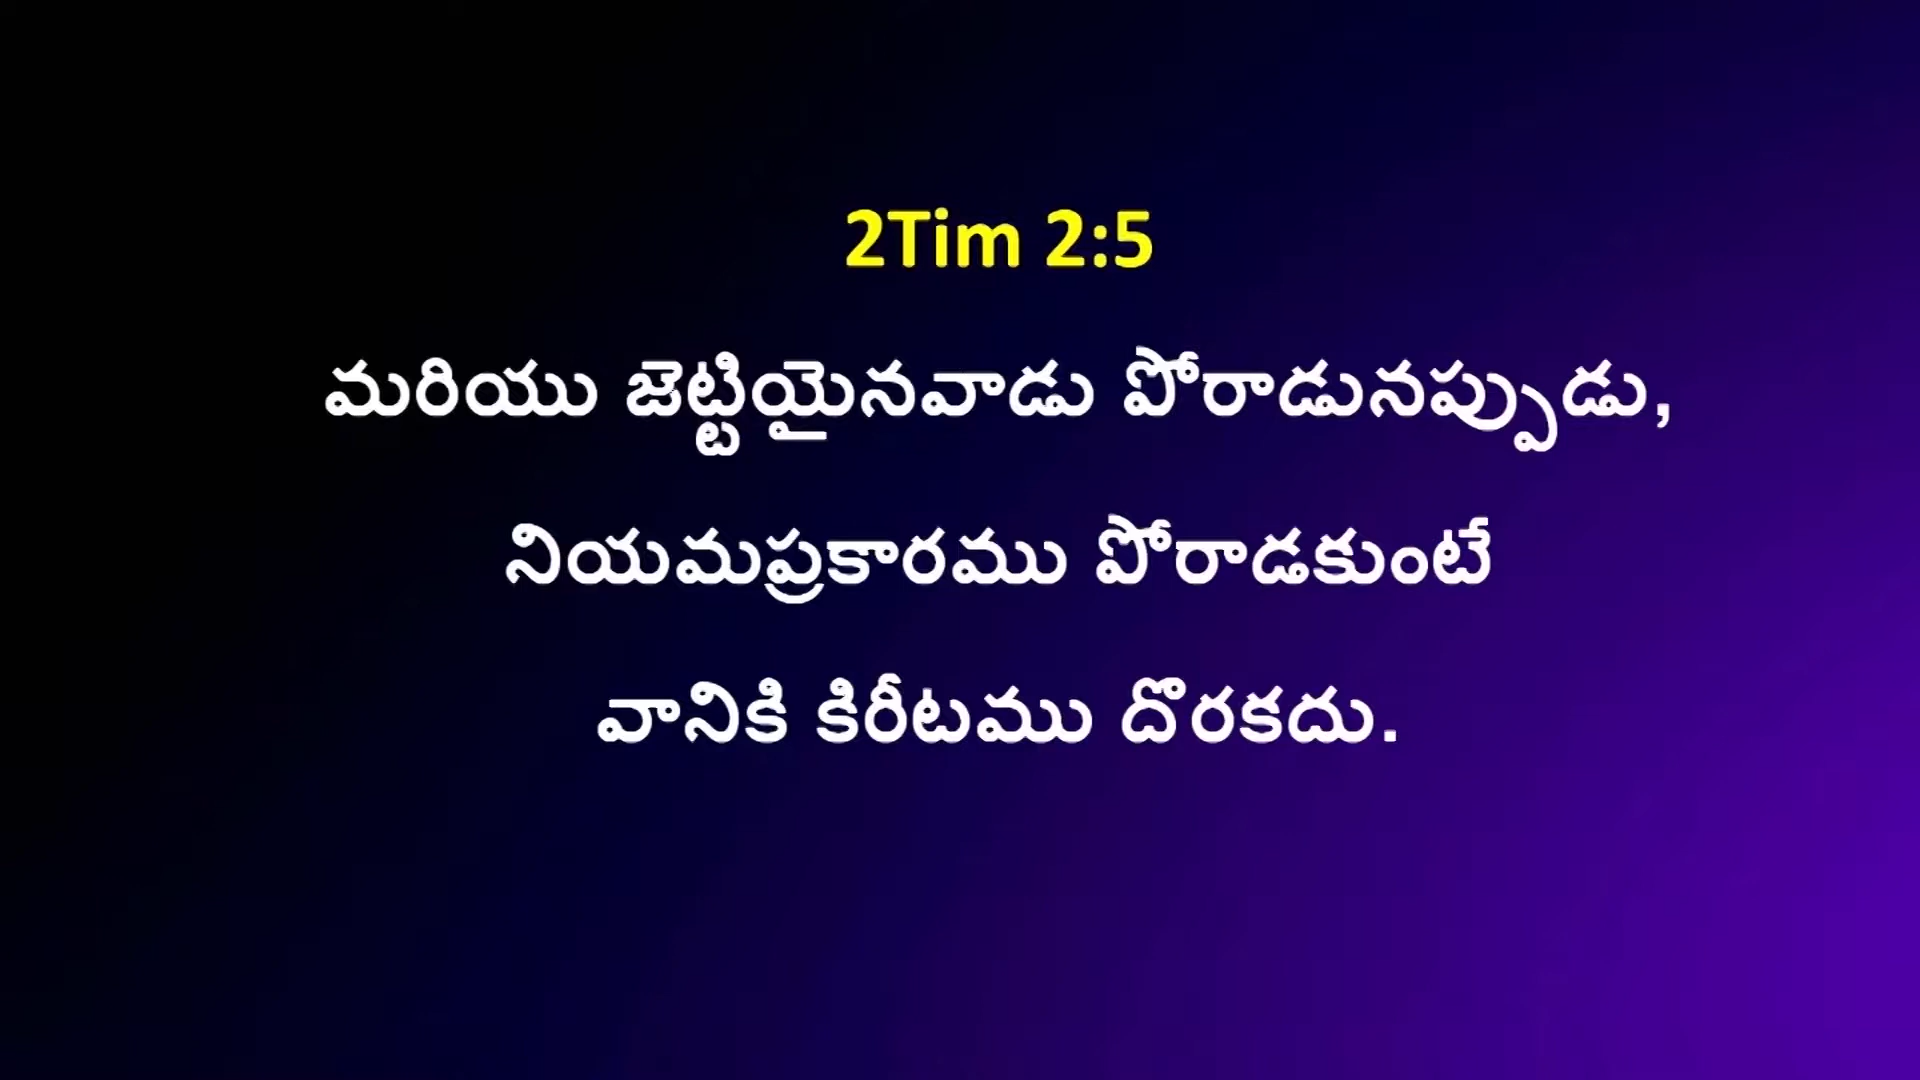 2Tim 2:5
మరియు జెట్టియైనవాడు పోరాడునప్పుడు,
నియమప్రకారము పోరాడకుంటే
వానికి కిరీటము దొరకదు.